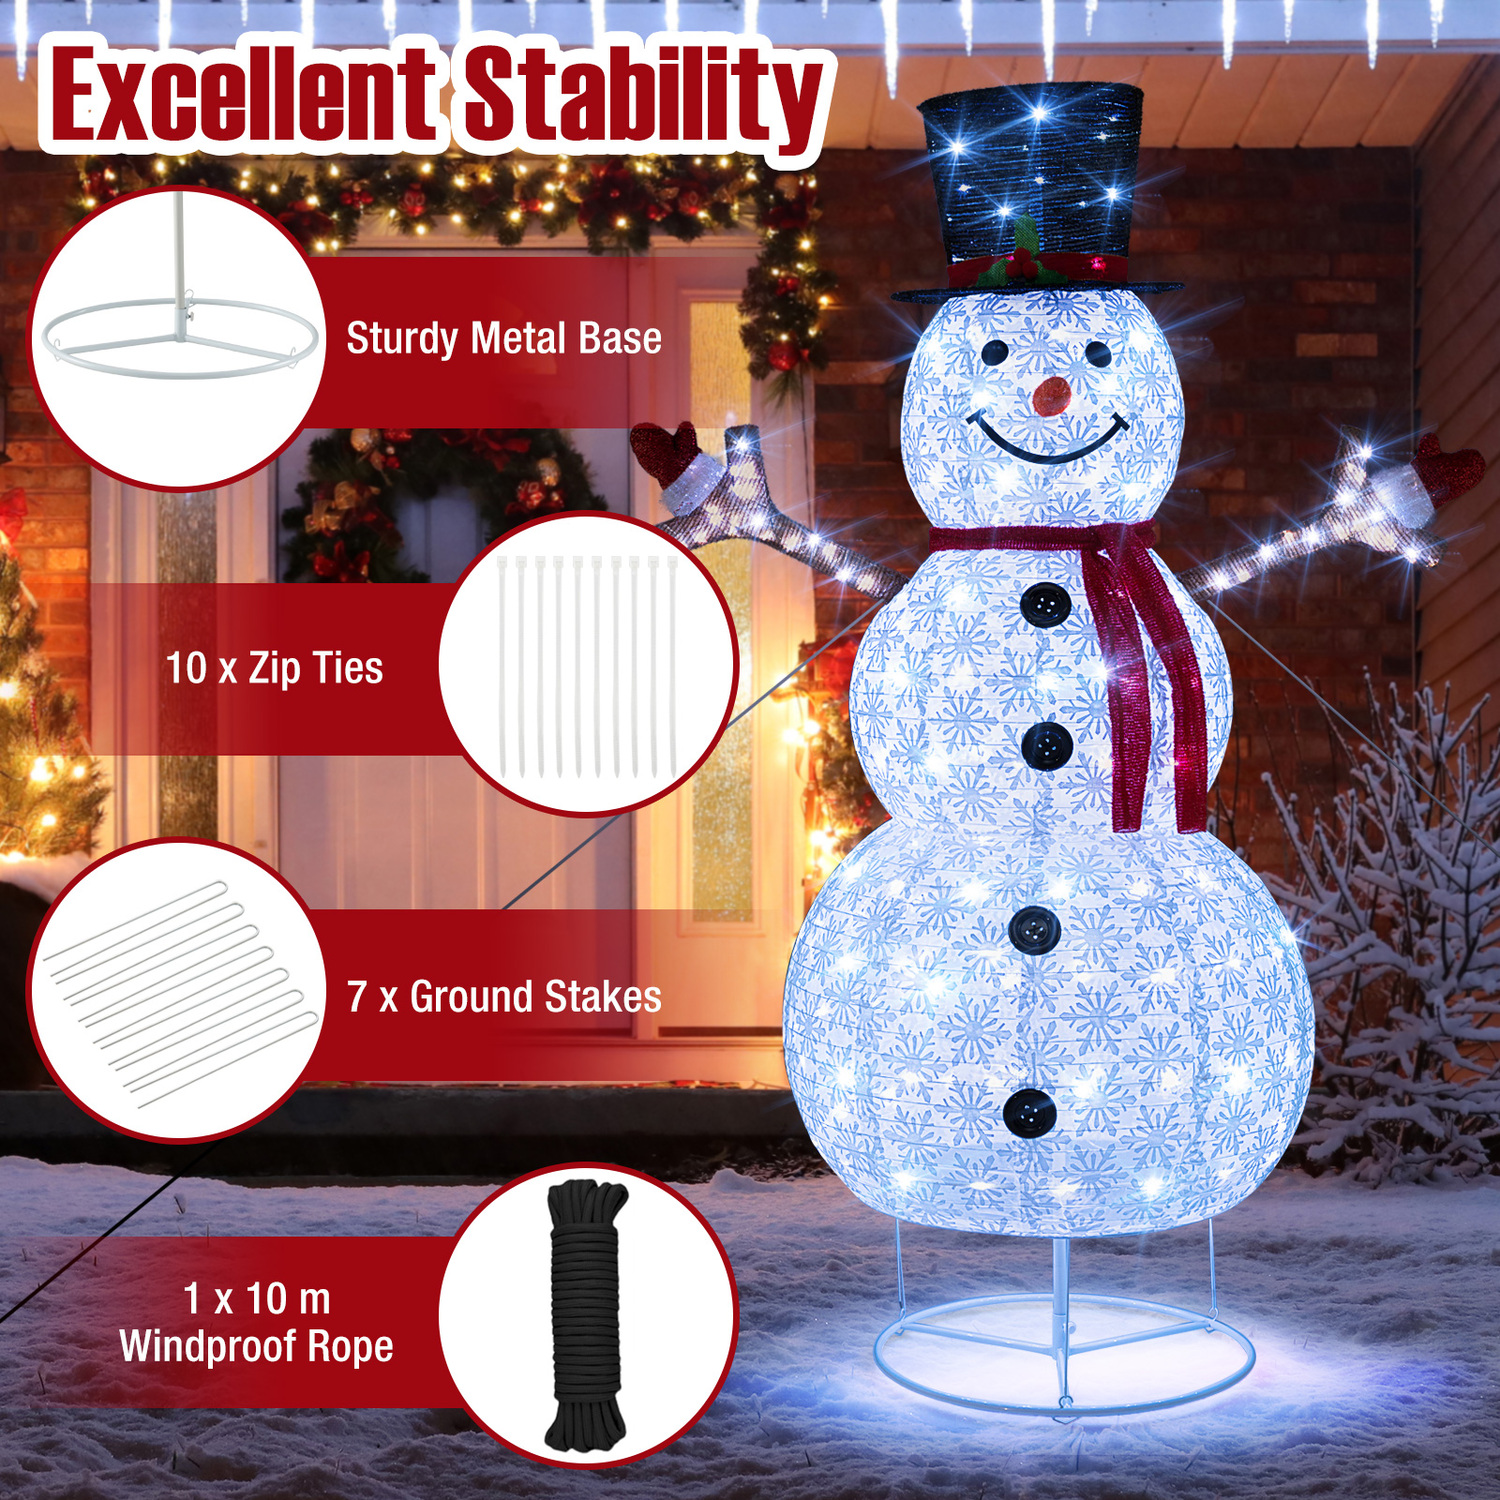 Excellent Stability
Sturdy Metal Base
10 x Zip Ties
7 x Ground Stakes
1 x 10 m
Windproof Rope